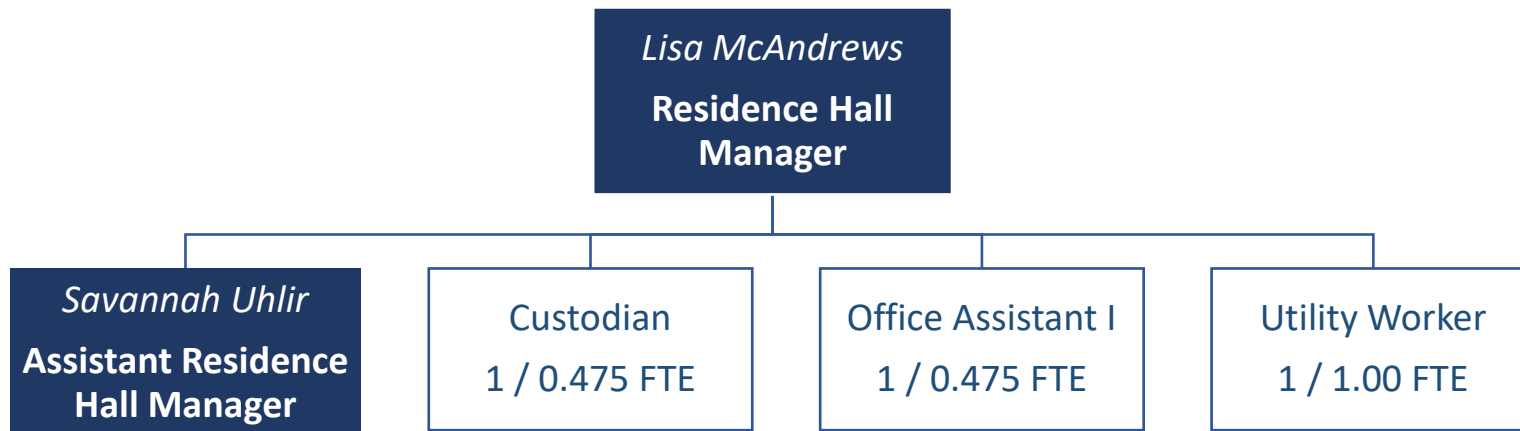 Lisa McAndrews
Residence Hall
Manager
Savannah Uhlir
Assistant Residence
Hall Manager
Custodian
1 / 0.475 FTE
Office Assistant I
1 / 0.475 FTE
Utility Worker
1 / 1.00 FTE